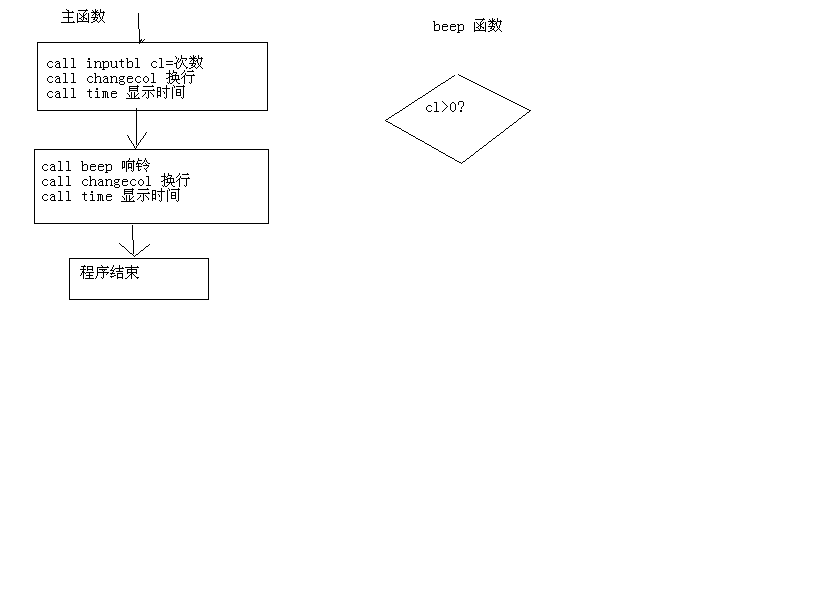 主函数
beep 函数
call inputbl cl=次数
call changecol 换行
call time 显示时间
cl>0?
call beep 响铃
call changecol 换行
call time 显示时间
程序结束